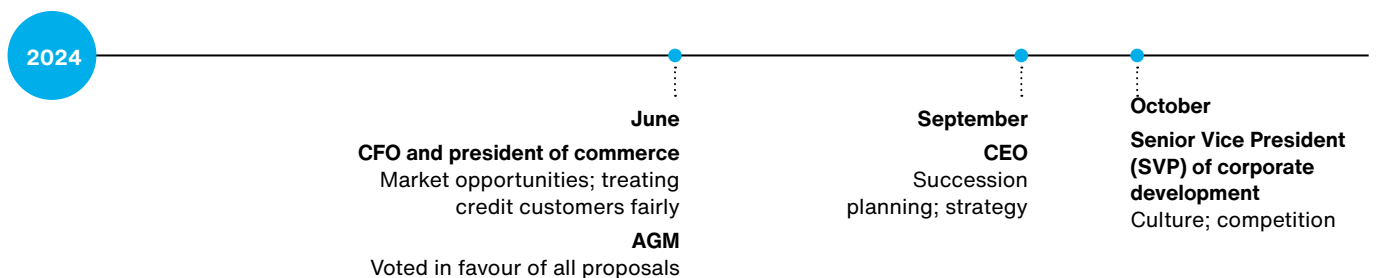 2024
June
CFO and president of commerce
Market opportunities; treating
credit customers fairly
AGM
Voted in favour of all proposals
September
CEO
Succession
planning; strategy
October
Senior Vice President
(SVP) of corporate
development
Culture; competition